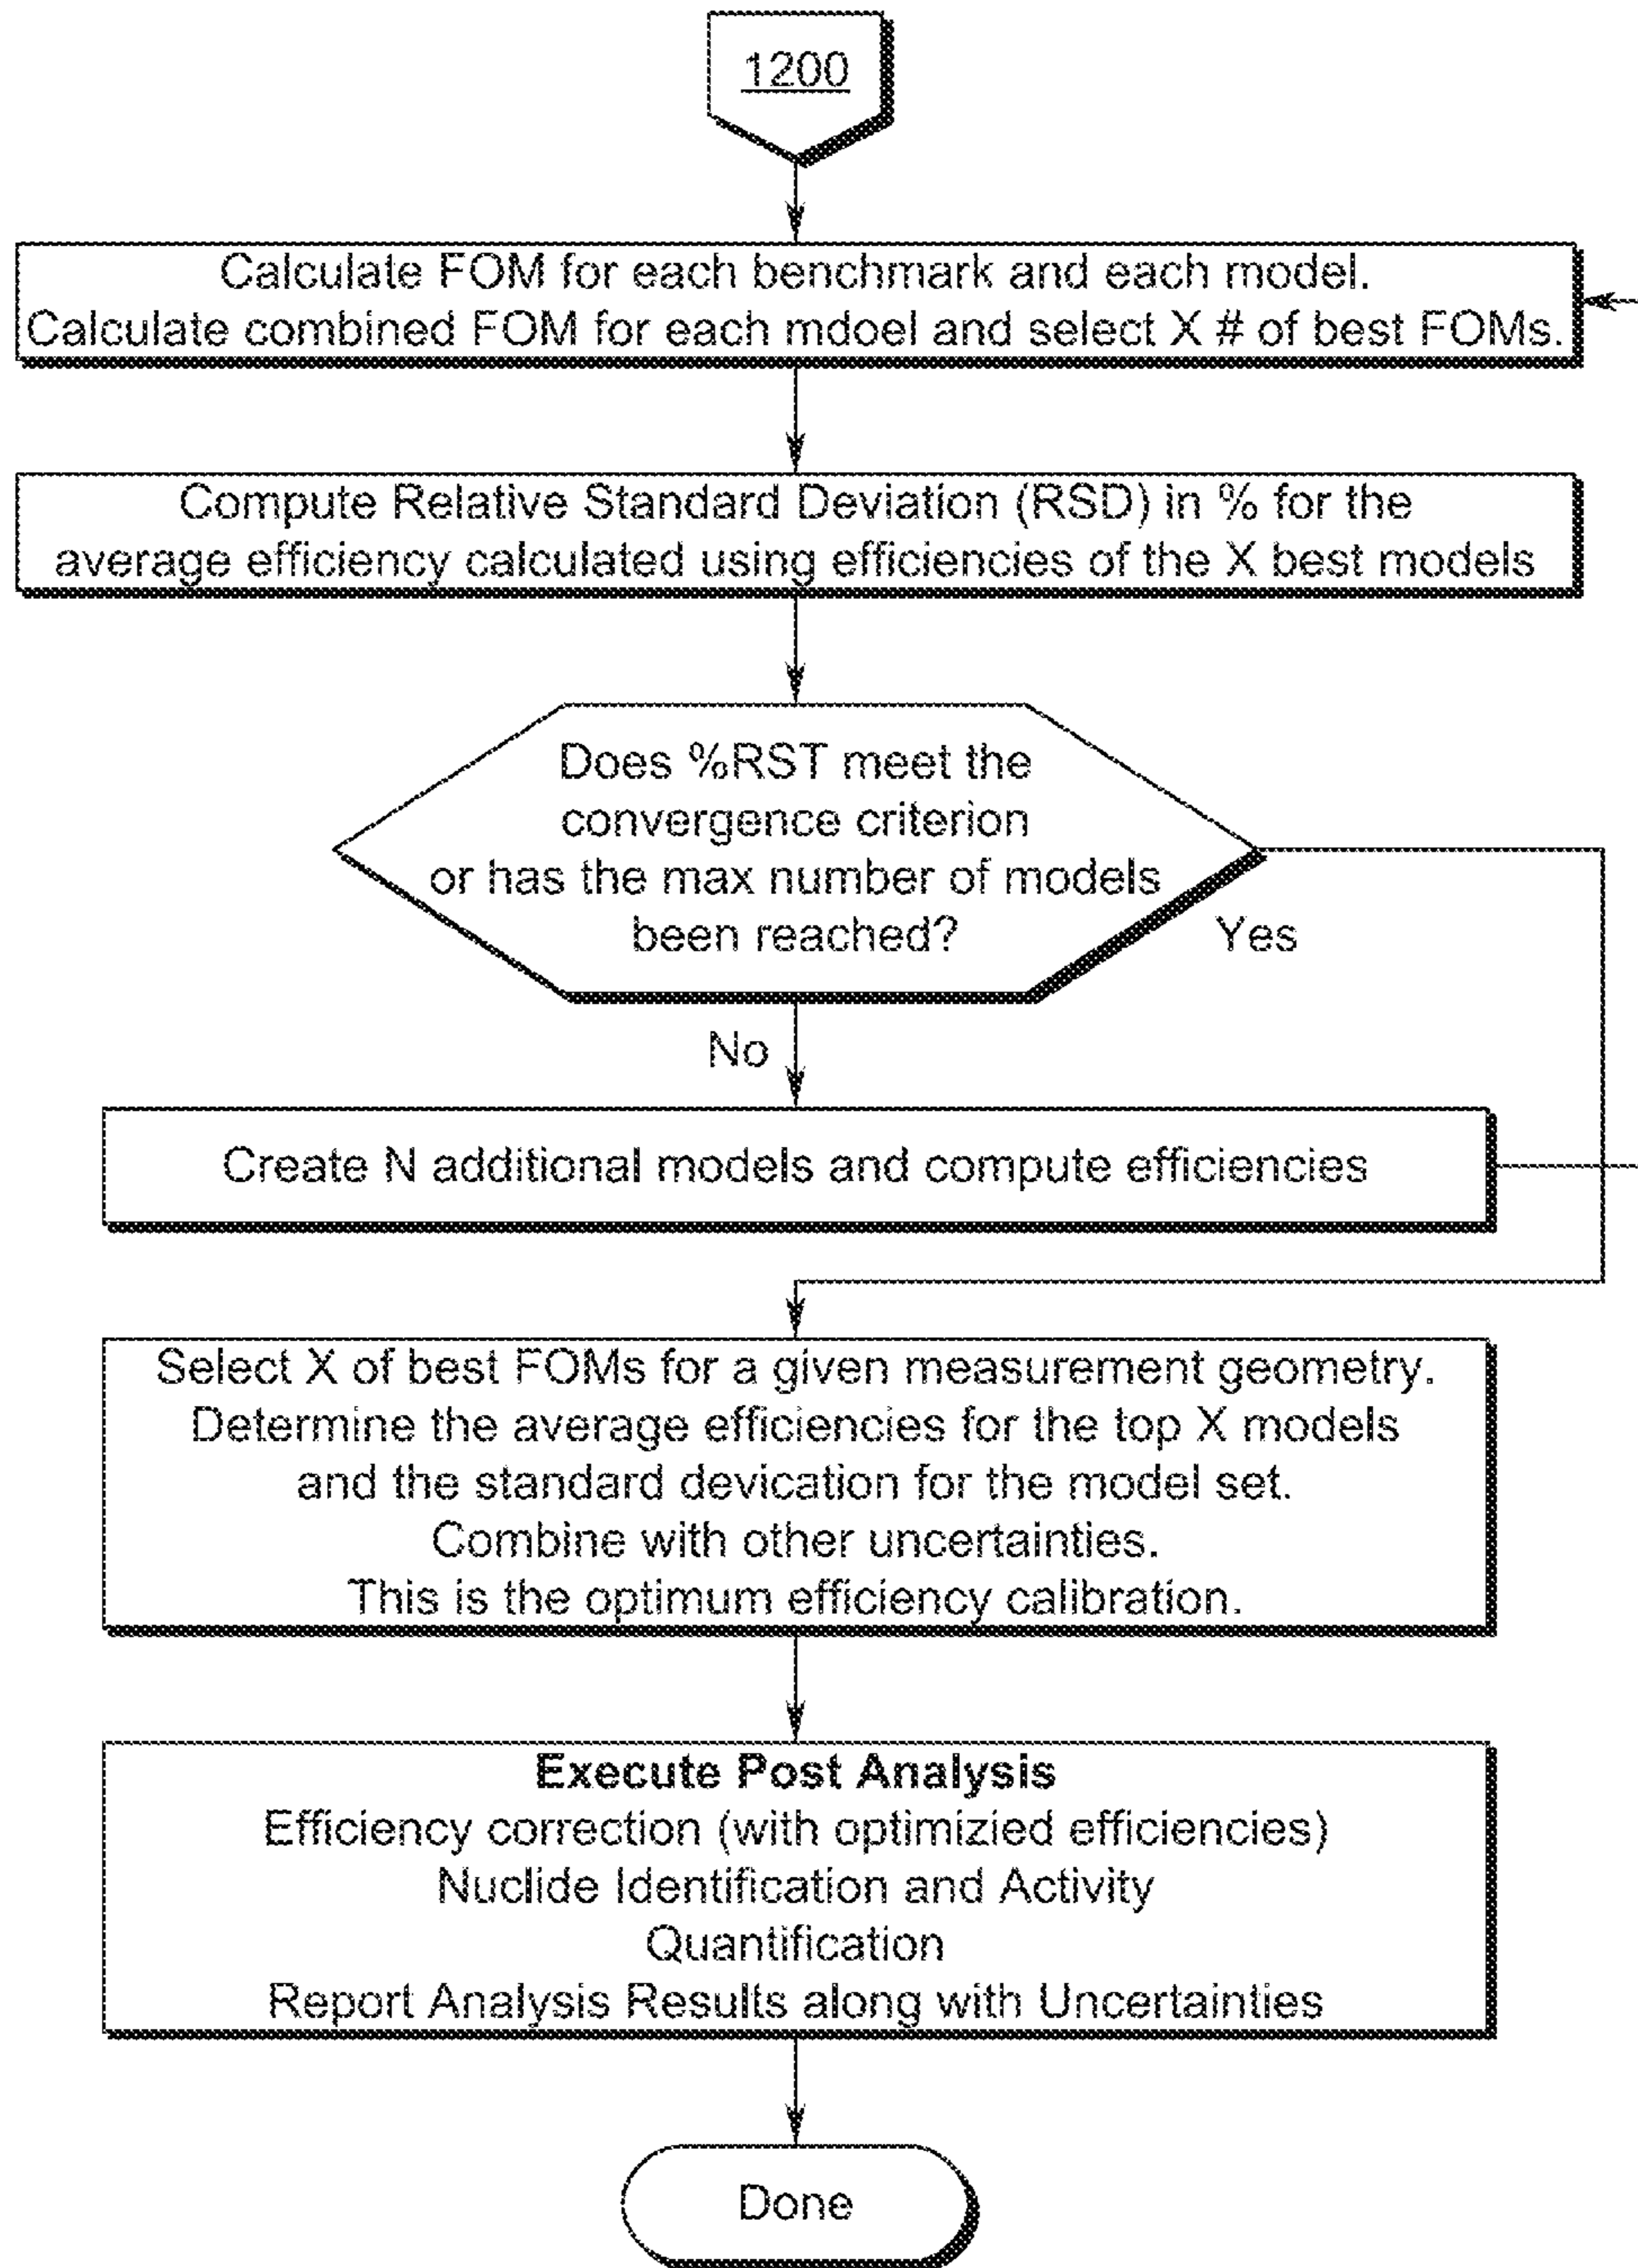 1200
Calculate FOM for each benchmark and each model.
Calculate combined FOM for each mdoel and select X # of best FOMs.
Compute Relative Standard Deviation (RSD) in % for the
average efficiency calculated using efficiencies of the X best models
Does %RST meet the
convergence criterion
or has the max number of models
been reached?
Yes
No
Create N additional models and compute efficiencies
Select X of best FOMs for a given measurement geometry.
Determine the average efficiencies for the top X models
and the standard devication for the model set.
Combine with other uncertainties.
This is the optimum efficiency calibration.
Execute Post Analysis
Efficiency correction (with optimizied efficiencies)
Nuclide Identification and Activity
Quantification
Report Analysis Results along with Uncertainties
Done